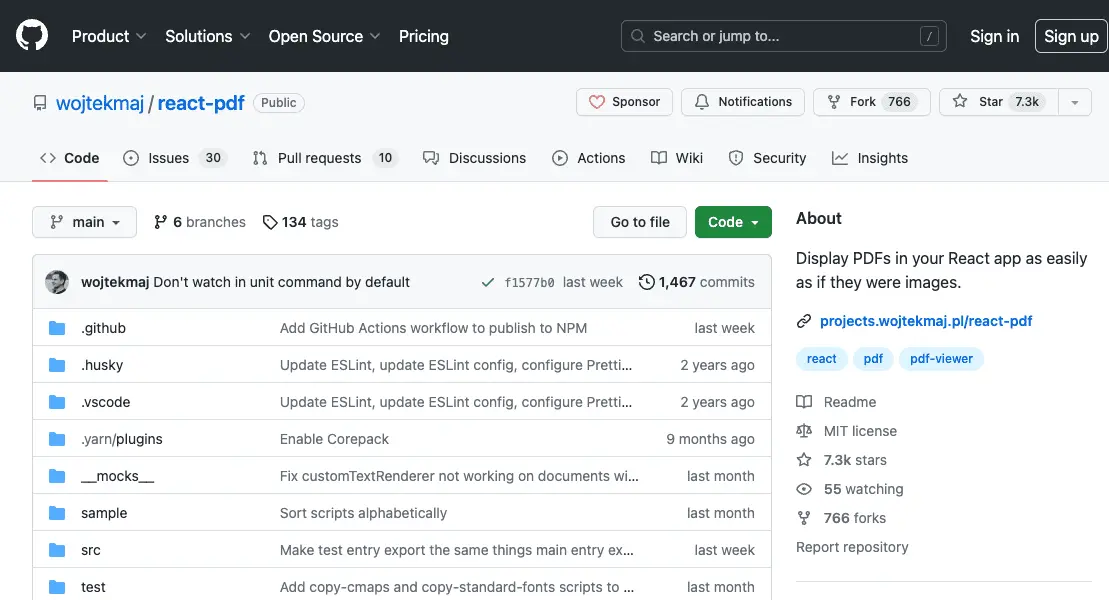 Product Solutions Open Source Pricing Search or jump to... / Sign in Sign up
wojtekmaj / react-pdf Public Sponsor Notifications Fork 766 Star 7.3k
Code Issues 30 Pull requests 10 Discussions Actions Wiki Security Insights
main 6 branches 134 tags Go to file Code
wojtekmaj Don't watch in unit command by default f1577b0 last week 1,467 commits
.github Add GitHub Actions workflow to publish to NPM last week
.husky Update ESLint, update ESLint config, configure Pretti... 2 years ago
.vscode Update ESLint, update ESLint config, configure Pretti... 2 years ago
.yarn/plugins Enable Corepack 9 months ago
__mocks__ Fix customTextRenderer not working on documents wi... last month
sample Sort scripts alphabetically last month
src Make test entry export the same things main entry ex... last week
test Add copy-cmaps and copy-standard-fonts scripts to ... last month
About
Display PDFs in your React app as easily
as if they were images.
projects.wojtekmaj.pl/react-pdf
react pdf pdf-viewer
Readme
MIT license
7.3k stars
55 watching
766 forks
Report repository